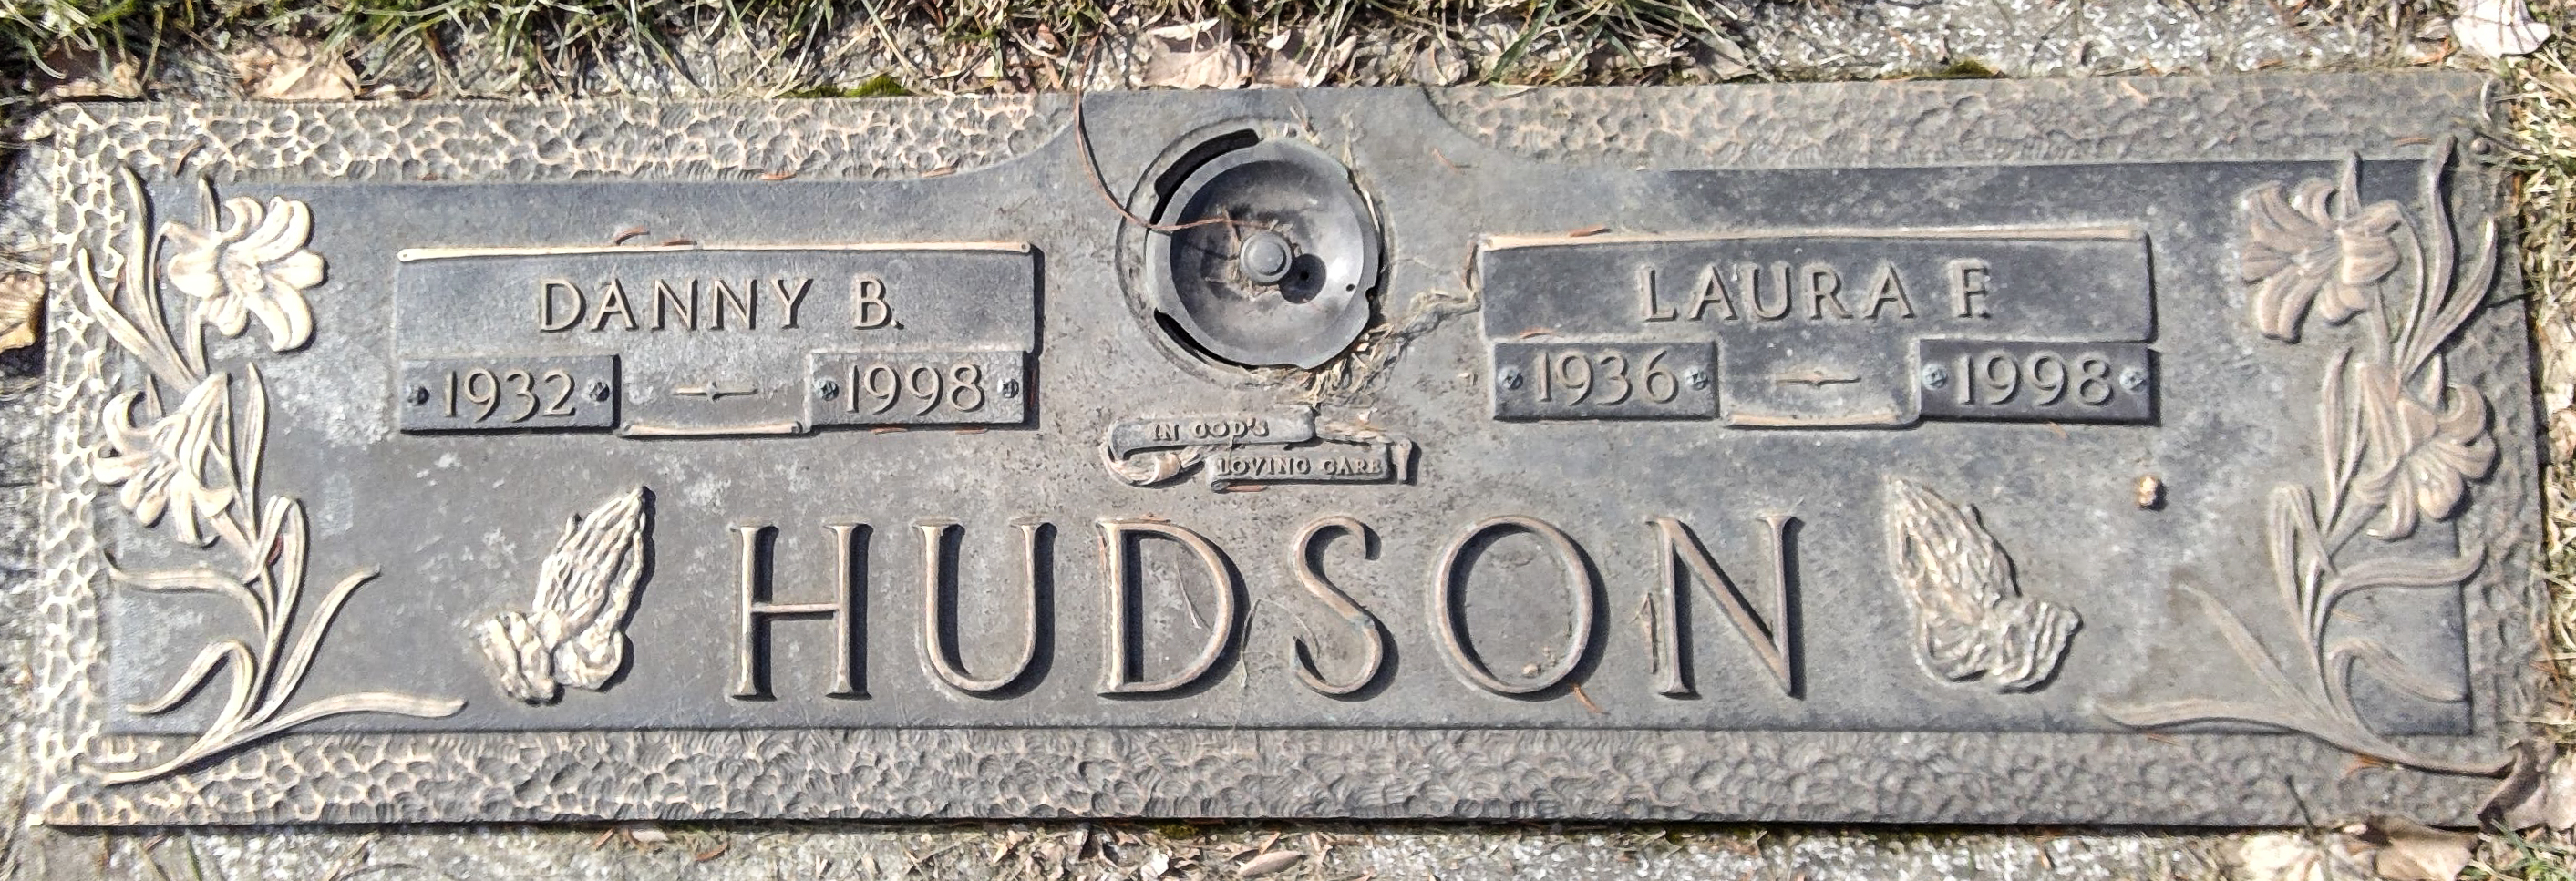 DANNY B.
1932 1998
LAURA F.
1936 1998
IN GOD'S
LOVING CARE
HUDSON